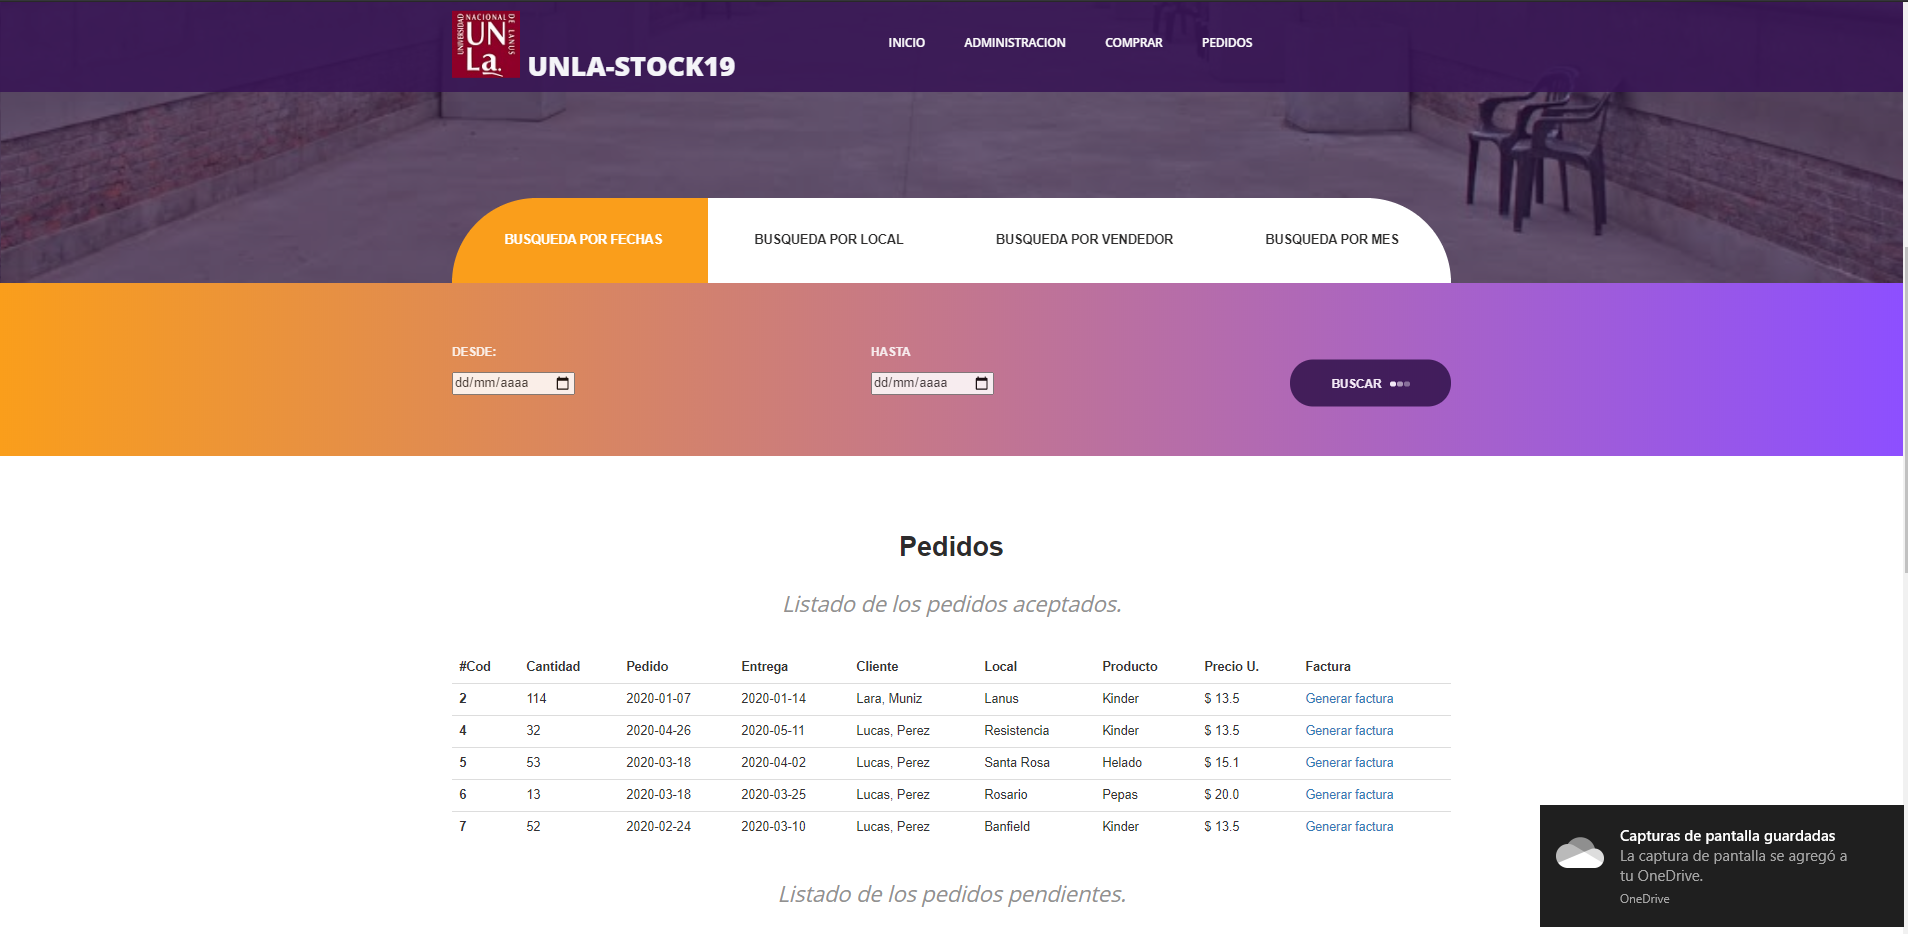 UNIVERSIDAD NACIONAL DE LANUS
UN
La.
UNLA-STOCK19
INICIO ADMINISTRACION COMPRAR PEDIDOS
BUSQUEDA POR FECHAS BUSQUEDA POR LOCAL BUSQUEDA POR VENDEDOR BUSQUEDA POR MES
DESDE: HASTA
dd/mm/aaaa dd/mm/aaaa BUSCAR
Pedidos
Listado de los pedidos aceptados.
#Cod Cantidad Pedido Entrega Cliente Local Producto Precio U. Factura
2 114 2020-01-07 2020-01-14 Lara, Muniz Lanus Kinder $ 13.5 Generar factura
4 32 2020-04-26 2020-05-11 Lucas, Perez Resistencia Kinder $ 13.5 Generar factura
5 53 2020-03-18 2020-04-02 Lucas, Perez Santa Rosa Helado $ 15.1 Generar factura
6 13 2020-03-18 2020-03-25 Lucas, Perez Rosario Pepas $ 20.0 Generar factura
7 52 2020-02-24 2020-03-10 Lucas, Perez Banfield Kinder $ 13.5 Generar factura
Listado de los pedidos pendientes.
Capturas de pantalla guardadas
La captura de pantalla se agregó a
tu OneDrive.
OneDrive